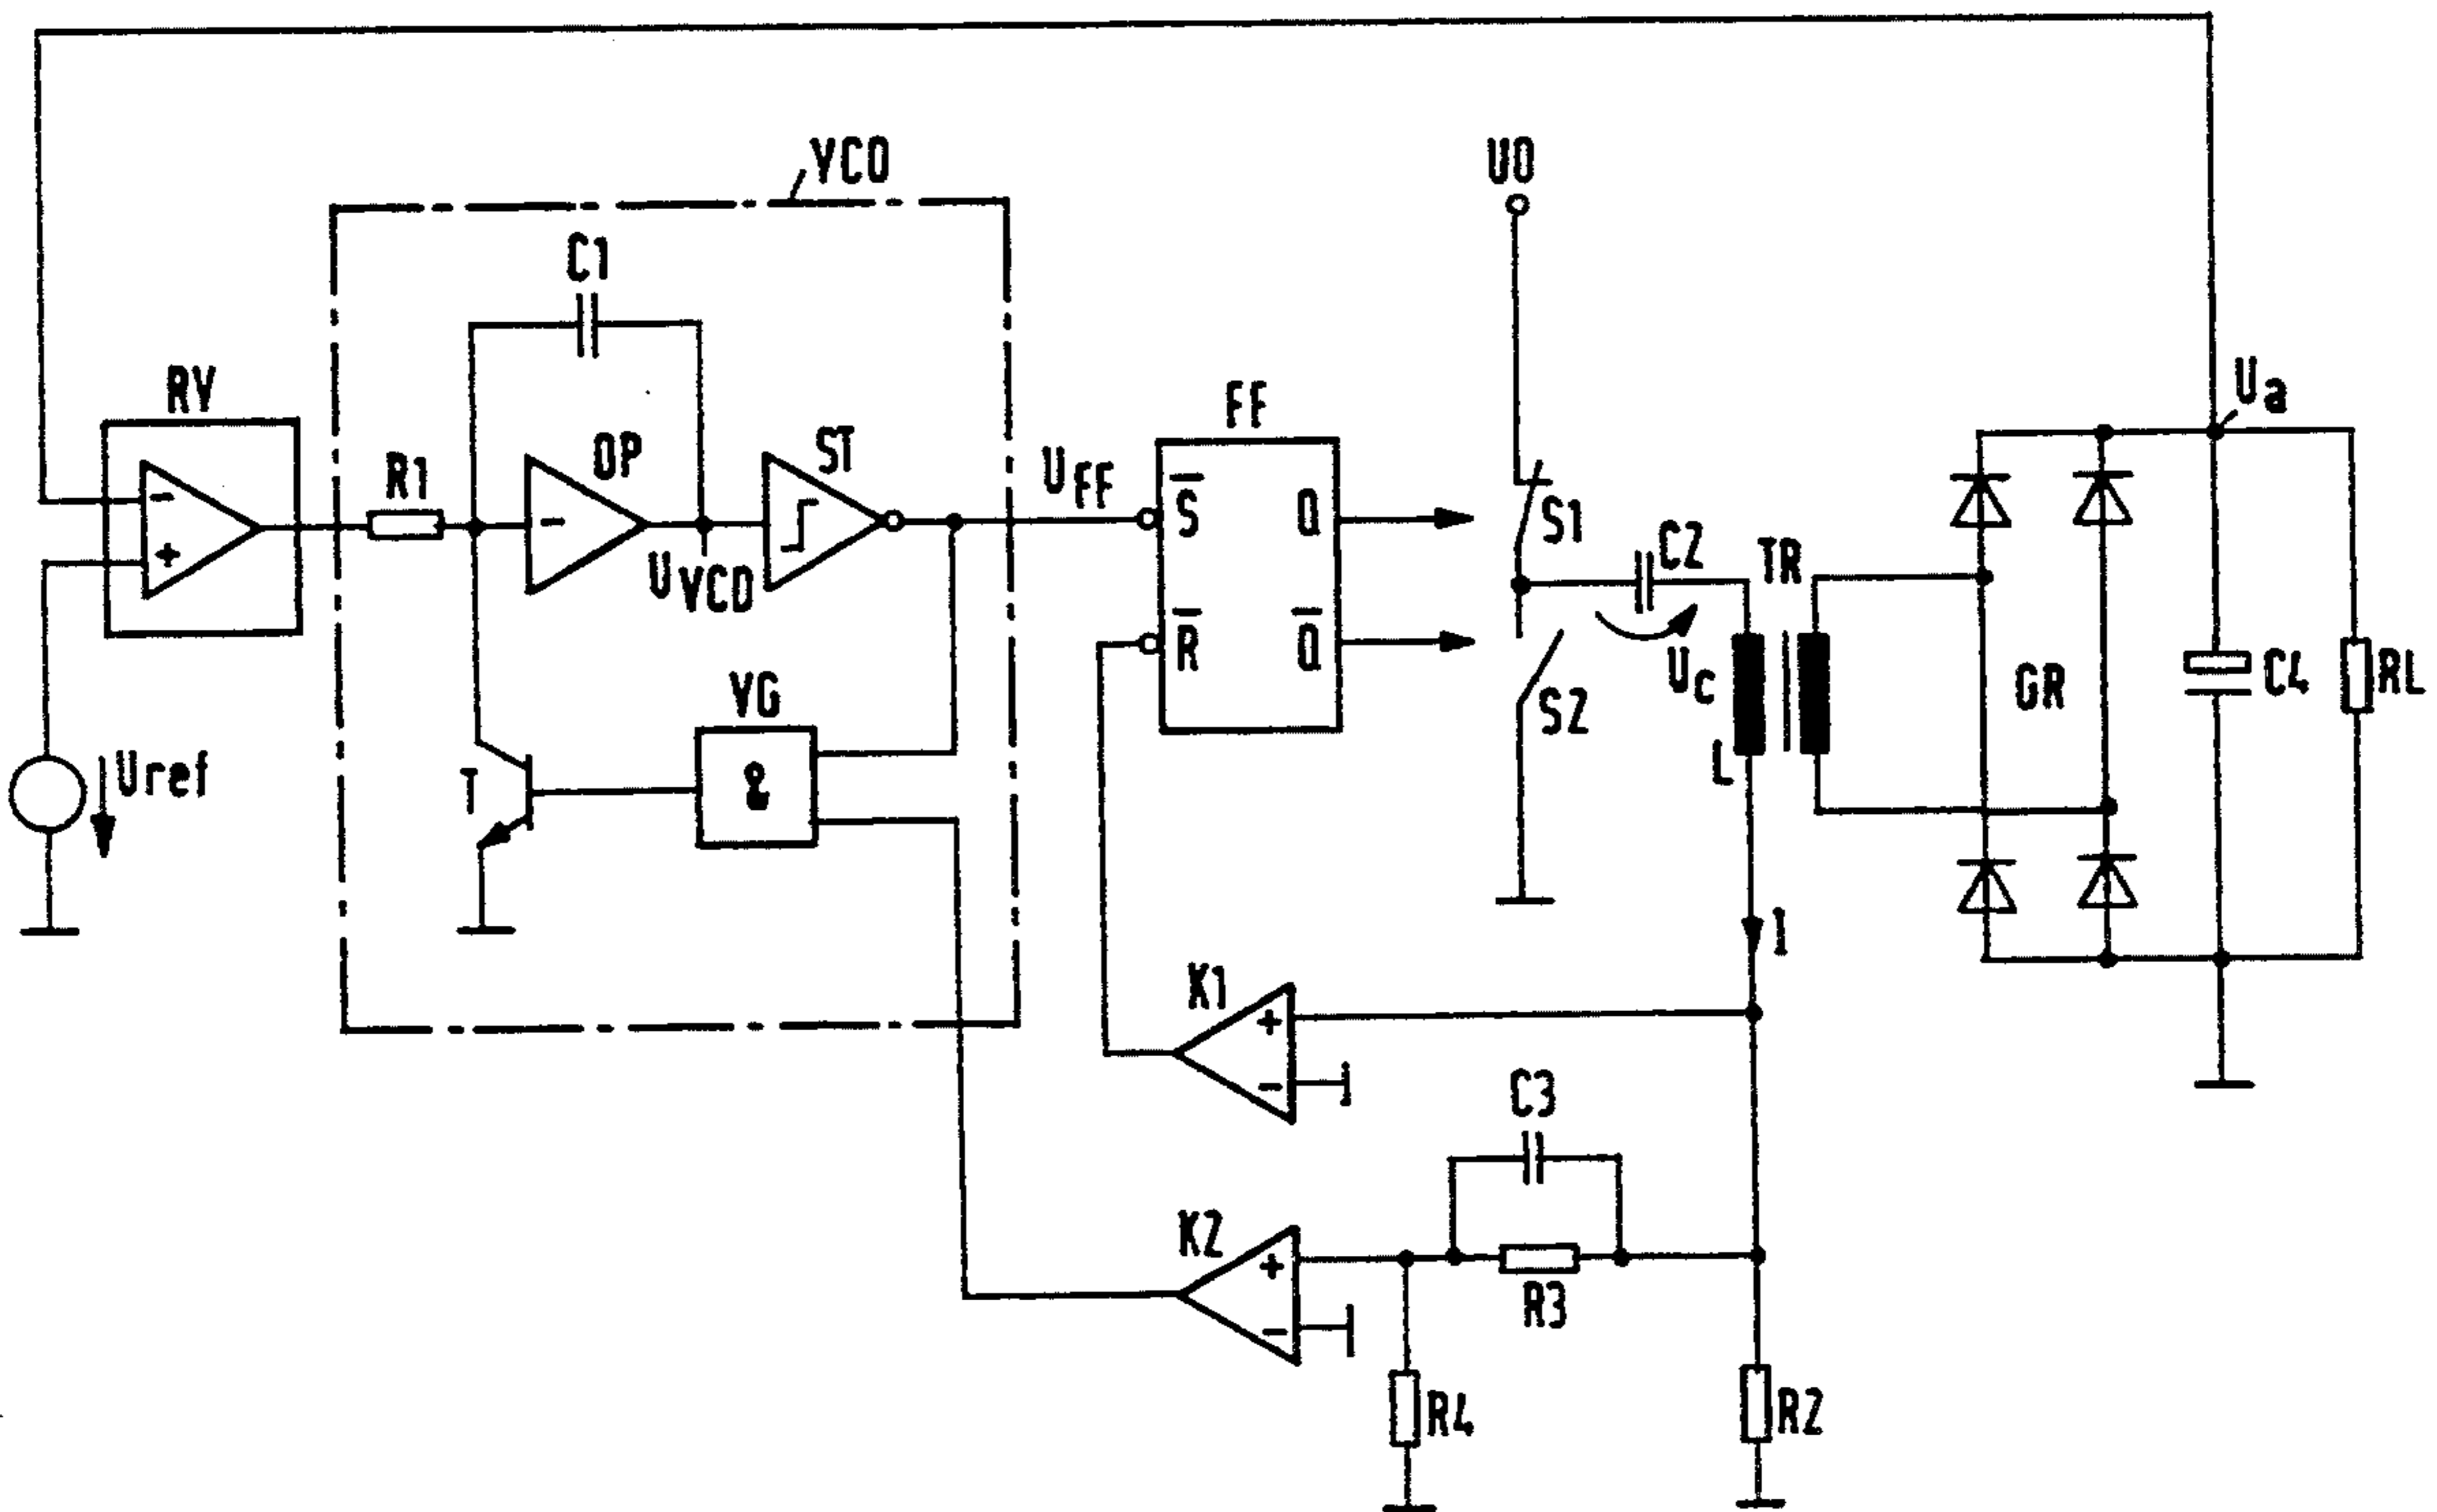 VCO
U0
C1
RV
FF
Ua
OP
ST
R1
UFF
S̅
Q
S1
C2
TR
-
-
+
UVCO
R̅
Q̅
UC
GR
C4
RL
VG
S2
L
T
&
Uref
I
K1
+
-
C3
K2
+
-
R3
R4
R2